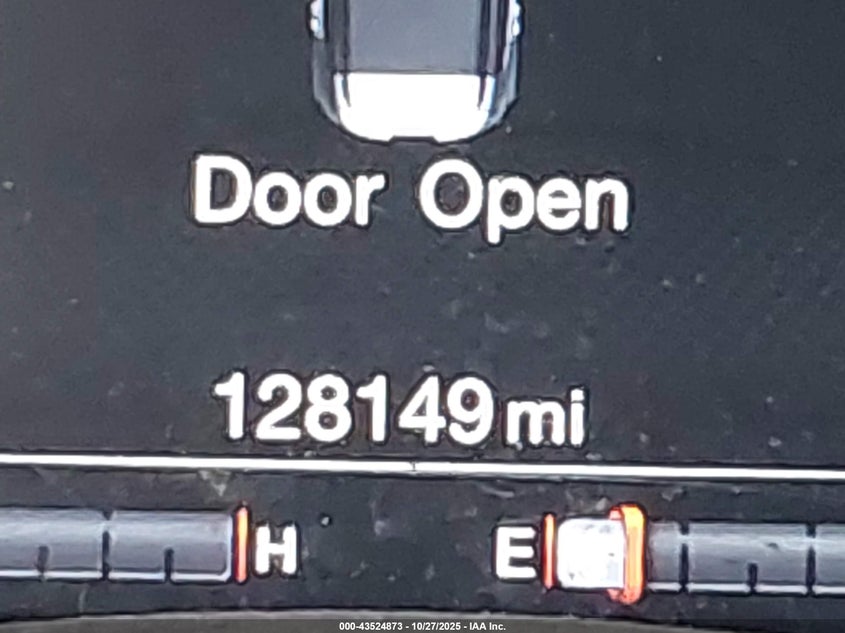 Door Open
128149 mi
H E
000-43524873 - 10/27/2025 - IAA Inc.